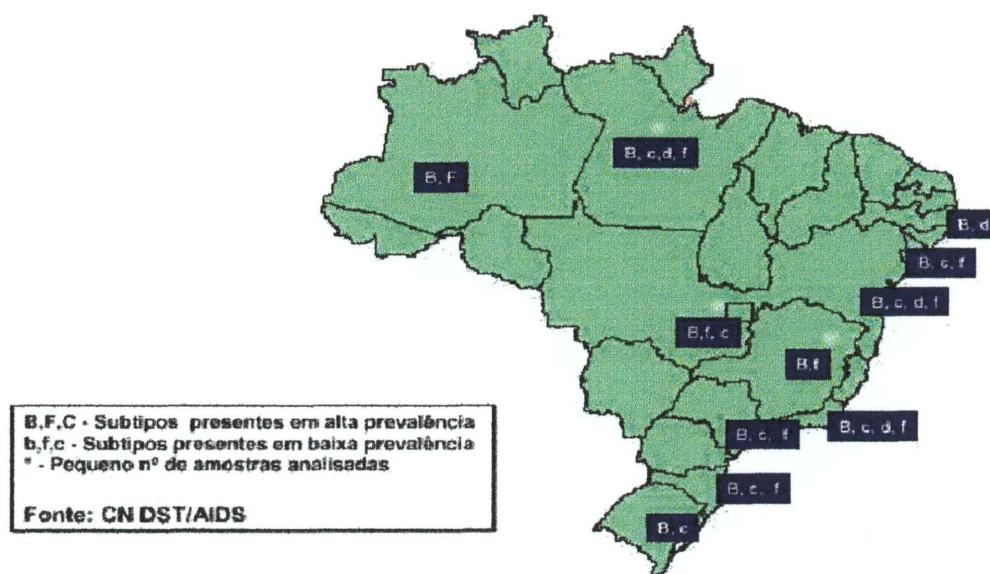 B, c,d, f
B, F
B, d
B, c, f
B, c, d, f
B,f, c
B,f
B, c, d, f
B, c, f
B, c, f
B, c
B,F,C - Subtipos presentes em alta prevalência
b,f,c - Subtipos presentes em baixa prevalência
* - Pequeno nº de amostras analisadas
Fonte: CN DST/AIDS